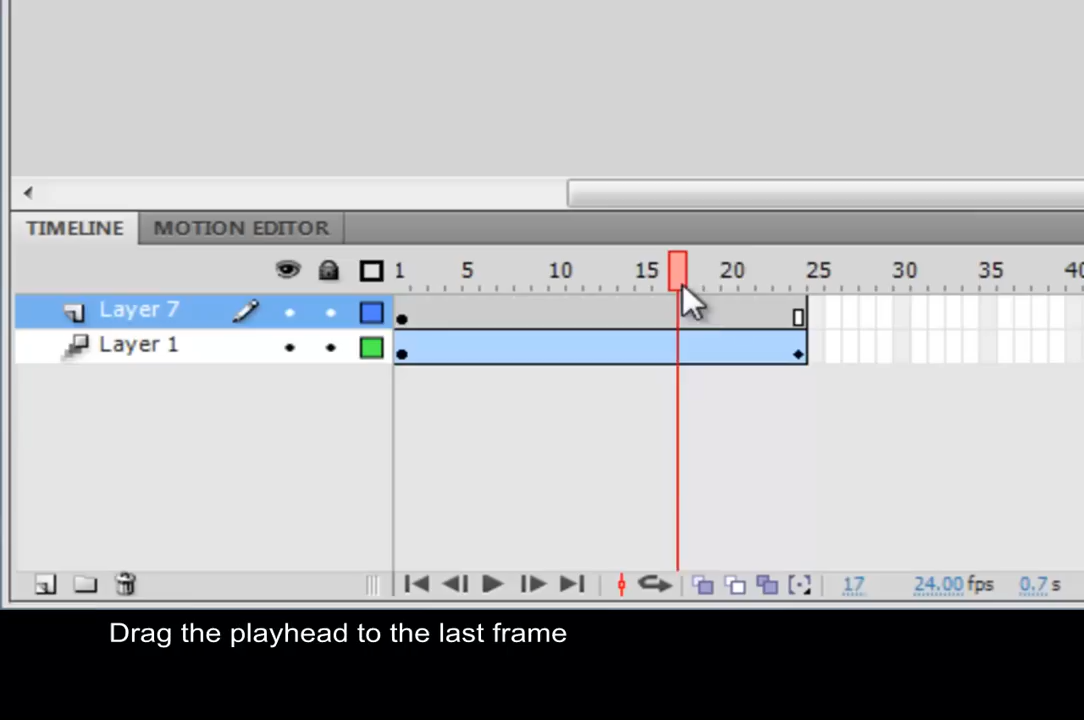 TIMELINE MOTION EDITOR
1 5 10 15 20 25 30 35 40
Layer 7
Layer 1
17 24.00 fps 0.7 s
Drag the playhead to the last frame